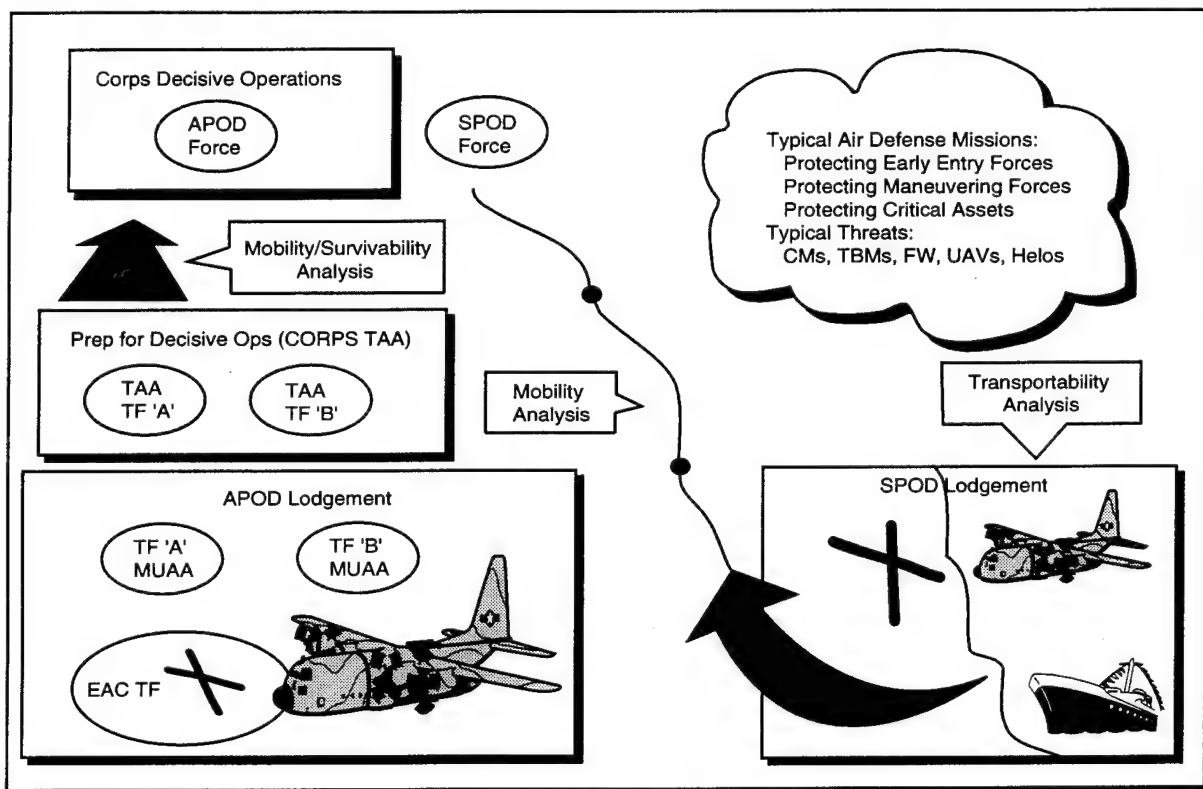 Corps Decisive Operations
APOD
Force
SPOD
Force
Typical Air Defense Missions:
Protecting Early Entry Forces
Protecting Maneuvering Forces
Protecting Critical Assets
Typical Threats:
CMs, TBMs, FW, UAVs, Helos
Mobility/Survivability
Analysis
Prep for Decisive Ops (CORPS TAA)
TAA
TF 'A'
TAA
TF 'B'
Mobility
Analysis
Transportability
Analysis
APOD Lodgement
TF 'A'
MUAA
TF 'B'
MUAA
EAC TF
SPOD Lodgement